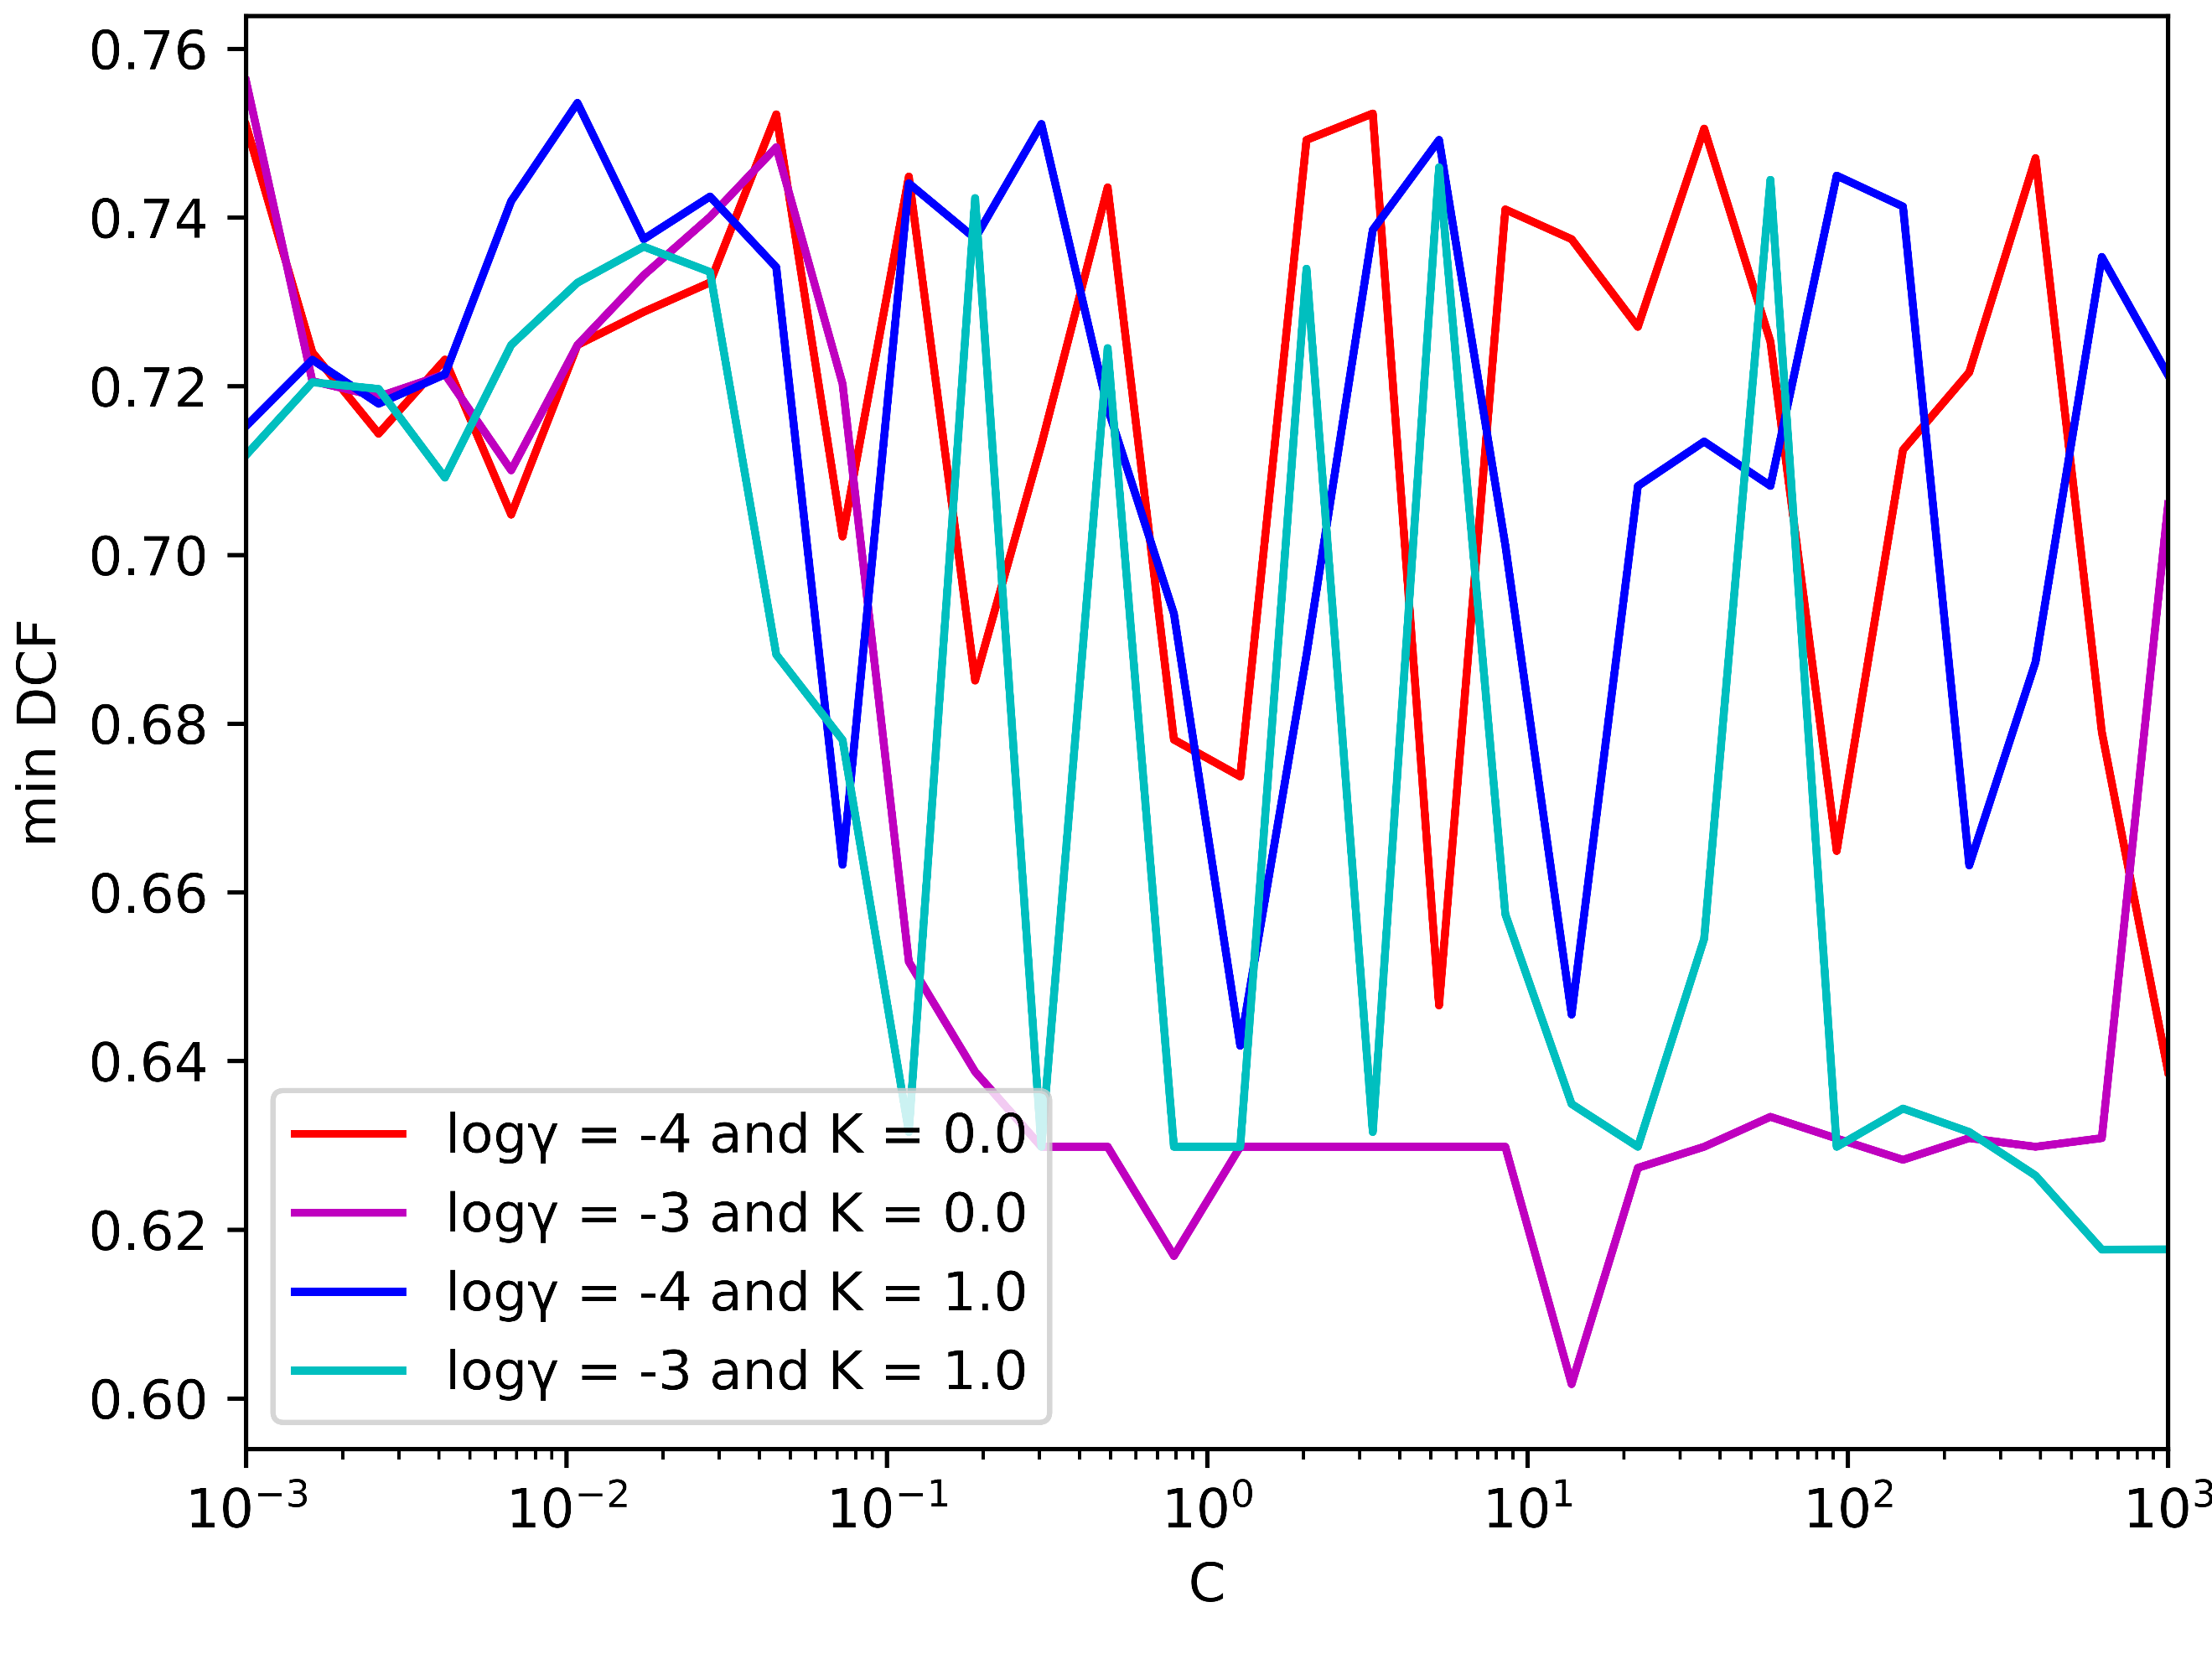 min DCF
0.76
0.74
0.72
0.70
0.68
0.66
0.64
0.62
0.60
logγ = -4 and K = 0.0
logγ = -3 and K = 0.0
logγ = -4 and K = 1.0
logγ = -3 and K = 1.0
10⁻³ 10⁻² 10⁻¹ 10⁰ 10¹ 10² 10³
C